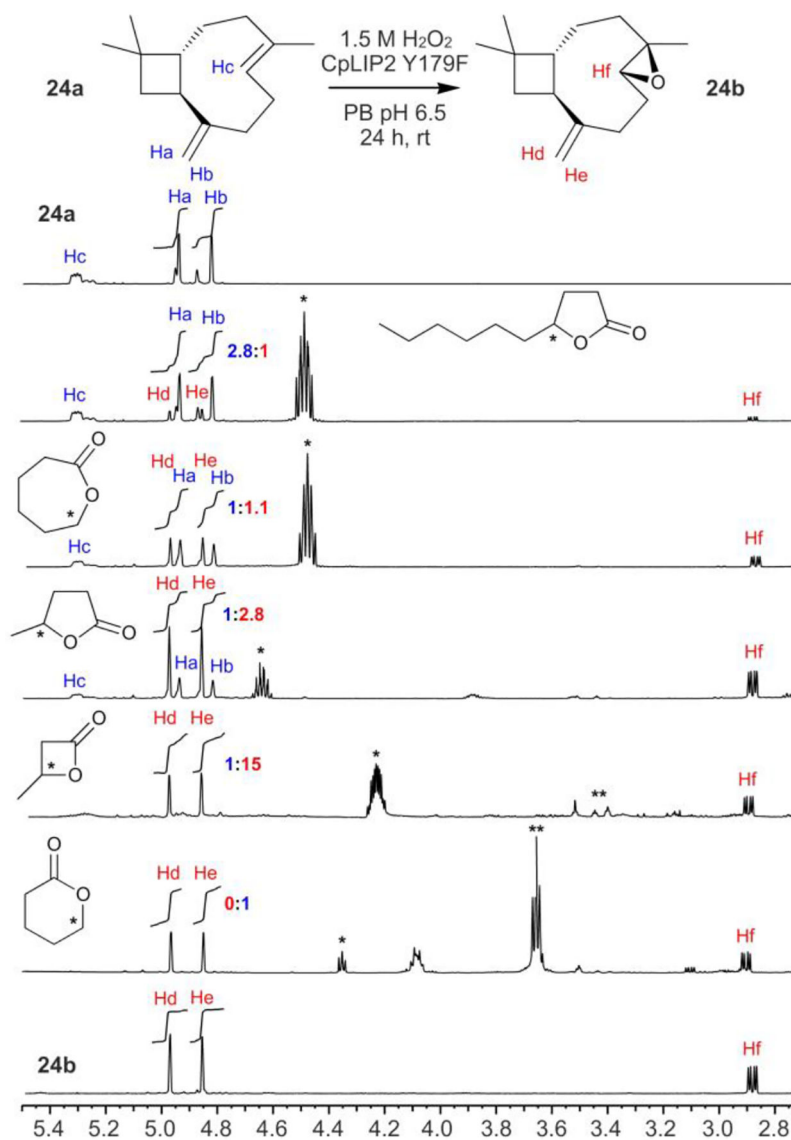 24a
Hc
Ha
Hb
1.5 M H₂O₂
CpLIP2 Y179F
PB pH 6.5
24 h, rt
Hf
O
24b
Hd
He
24a
Ha Hb
Hc
*
O
O
*
Ha Hb
2.8:1
Hc
Hd He
Hf
O
O
*
Hd He
Ha Hb
1:1.1
*
Hc
Hf
O
O
*
Hd He
1:2.8
Ha Hb
*
Hc
Hf
O
O
*
Hd He
1:15
*
**
Hf
O
O
*
Hd He
0:1
*
**
Hf
Hd He
24b
Hf
5.4 5.2 5.0 4.8 4.6 4.4 4.2 4.0 3.8 3.6 3.4 3.2 3.0 2.8